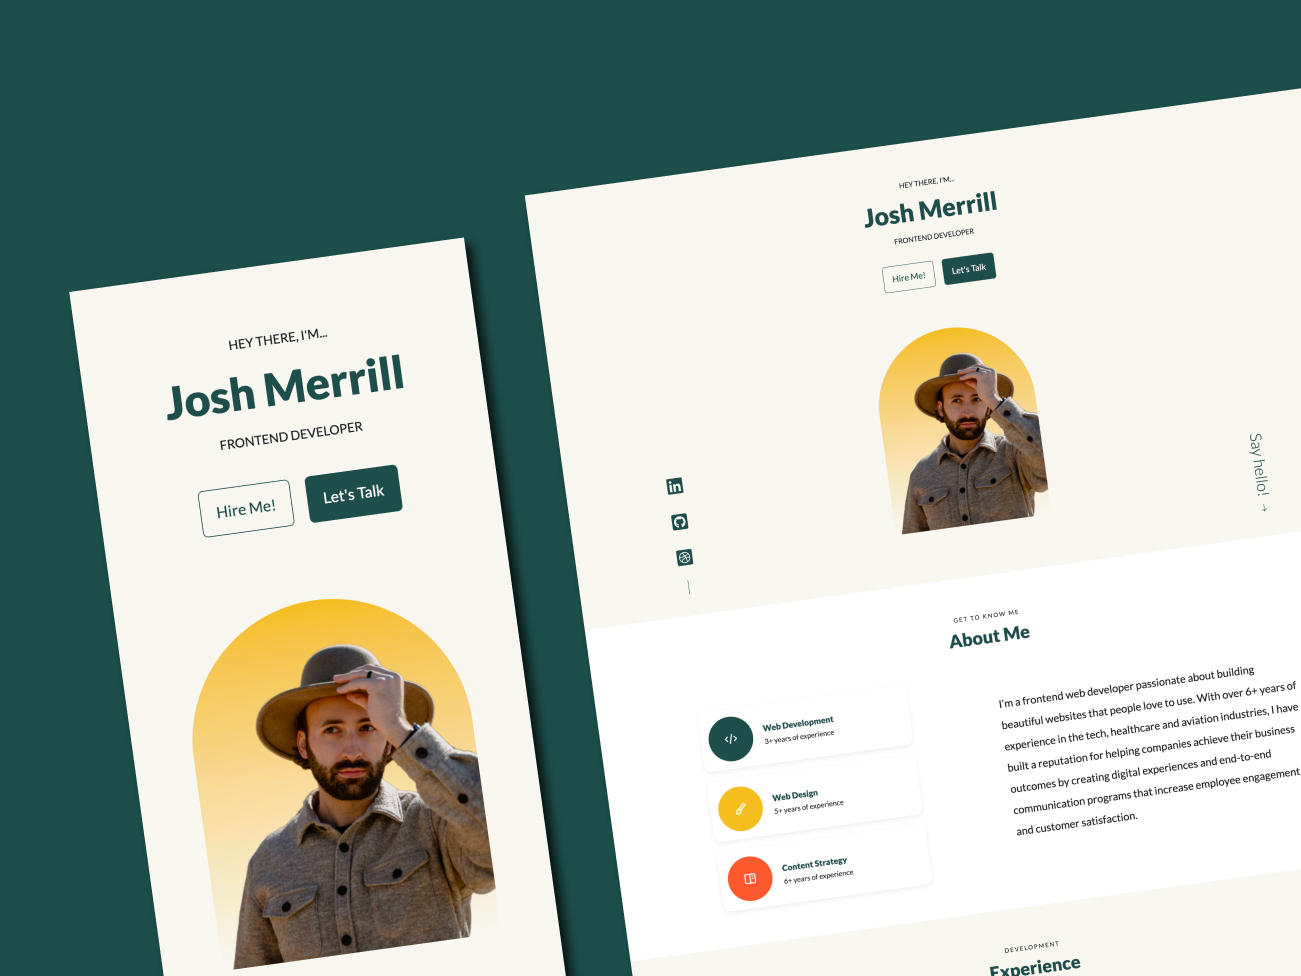 HEY THERE, I'M...
Josh Merrill
FRONTEND DEVELOPER
Hire Me!
Let's Talk
HEY THERE, I'M...
Josh Merrill
FRONTEND DEVELOPER
Hire Me!
Let's Talk
in
Say hello! →
GET TO KNOW ME
About Me
</>
Web Development
3+ years of experience
Web Design
5+ years of experience
Content Strategy
6+ years of experience
I'm a frontend web developer passionate about building
beautiful websites that people love to use. With over 6+ years of
experience in the tech, healthcare and aviation industries, I have
built a reputation for helping companies achieve their business
outcomes by creating digital experiences and end-to-end
communication programs that increase employee engagement
and customer satisfaction.
DEVELOPMENT
Experience